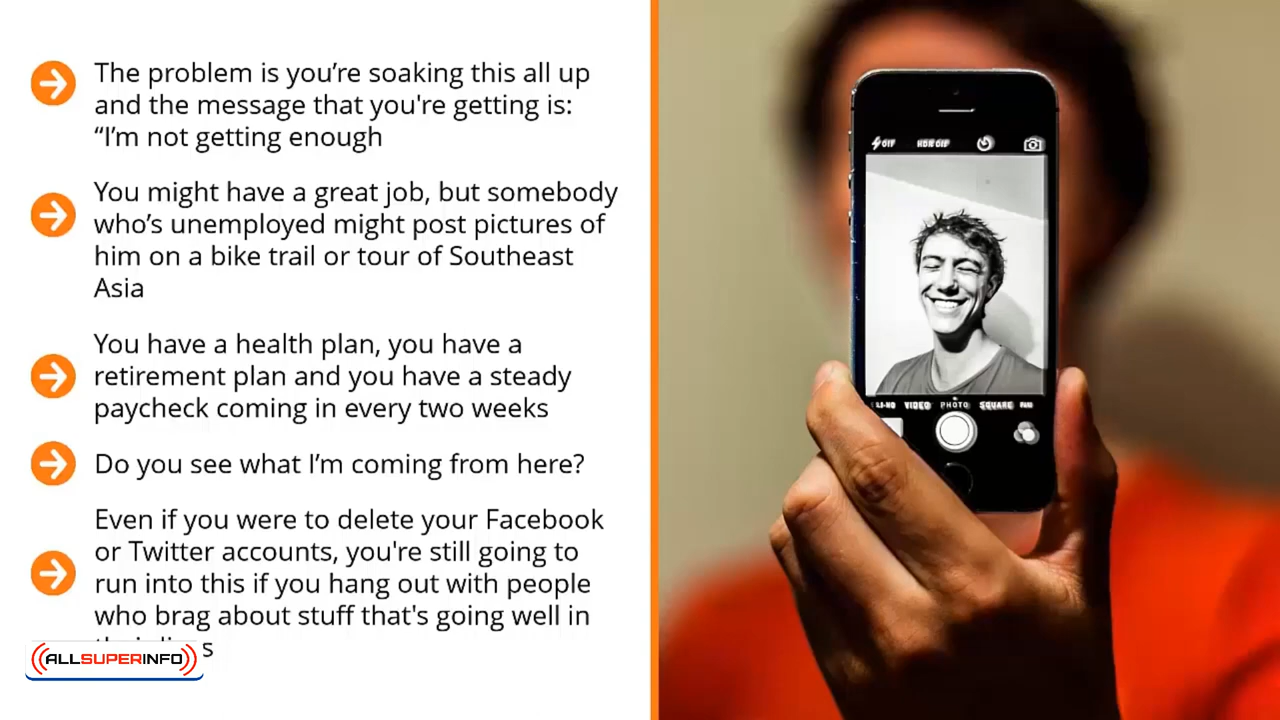 The problem is you’re soaking this all up
and the message that you're getting is:
“I’m not getting enough
You might have a great job, but somebody
who’s unemployed might post pictures of
him on a bike trail or tour of Southeast
Asia
You have a health plan, you have a
retirement plan and you have a steady
paycheck coming in every two weeks
Do you see what I’m coming from here?
Even if you were to delete your Facebook
or Twitter accounts, you're still going to
run into this if you hang out with people
who brag about stuff that's going well in
ALLSUPERINFO
VIDEO PHOTO SQUARE